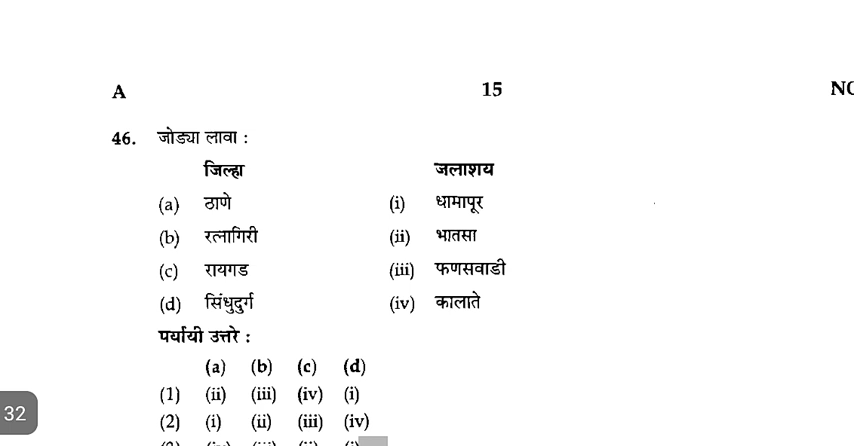 A 15 NO
46. जोड्या लावा :
जिल्हा जलाशय
(a) ठाणे (i) धामापूर
(b) रत्नागिरी (ii) भातसा
(c) रायगड (iii) फणसवाडी
(d) सिंधुदुर्ग (iv) कालाते
पर्यायी उत्तरे :
(a) (b) (c) (d)
(1) (ii) (iii) (iv) (i)
32
(2) (i) (ii) (iii) (iv)